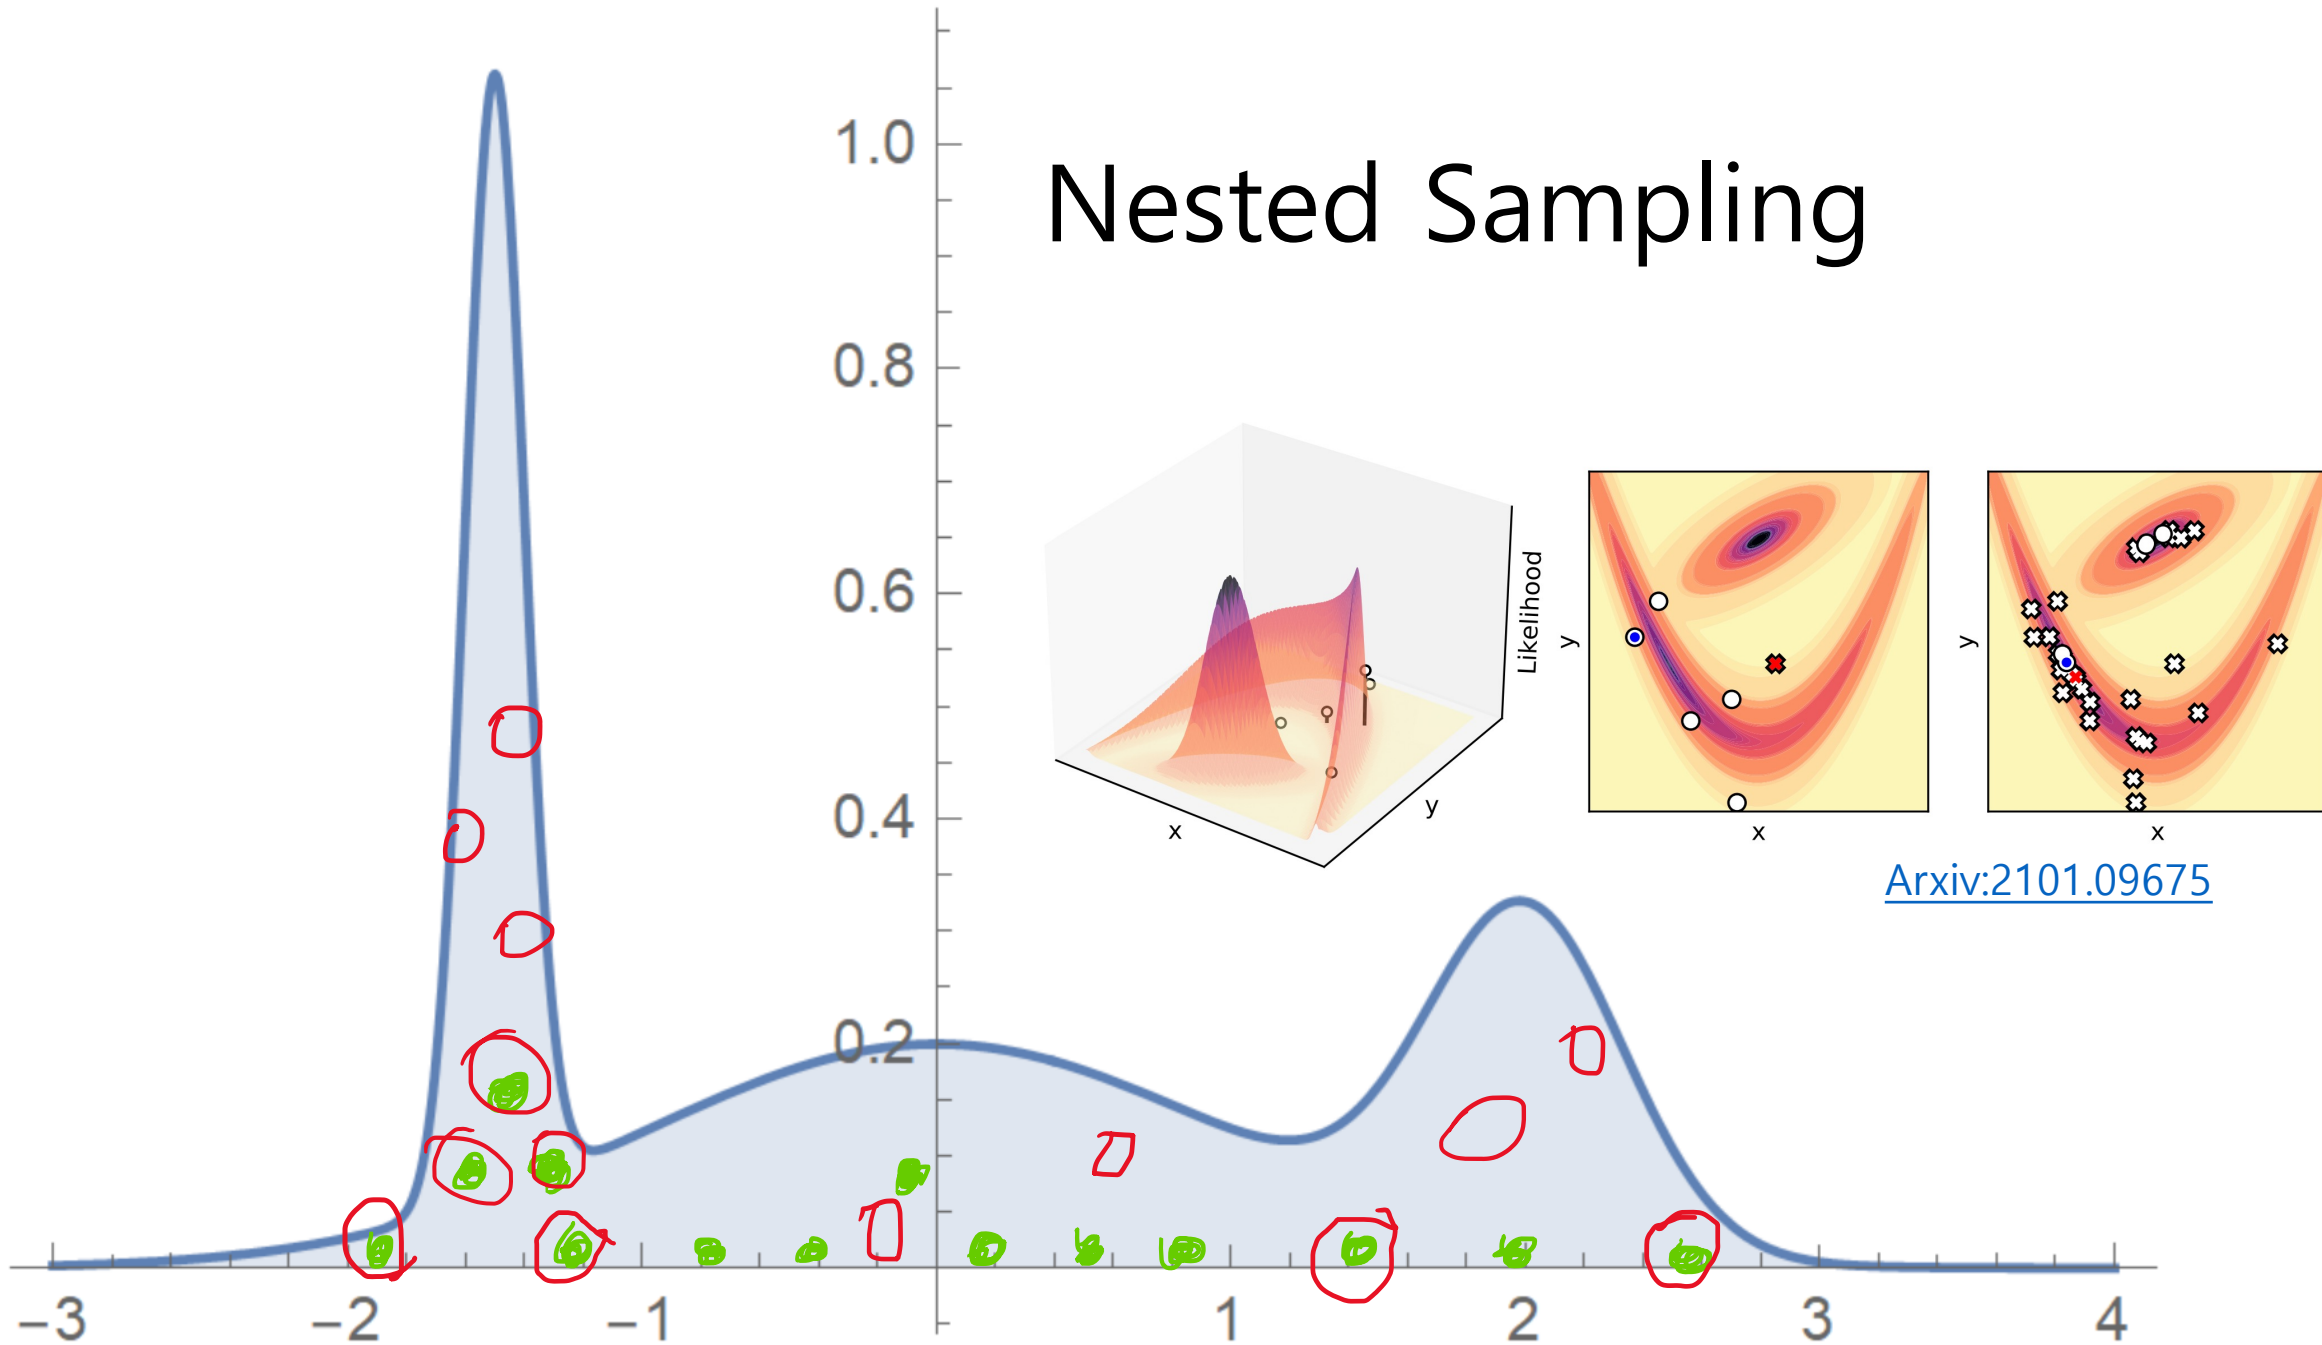 Nested Sampling
1.0
0.8
0.6
0.4
0.2
Likelihood
x
y
y
x
y
x
Arxiv:2101.09675
−3
−2
−1
1
2
3
4